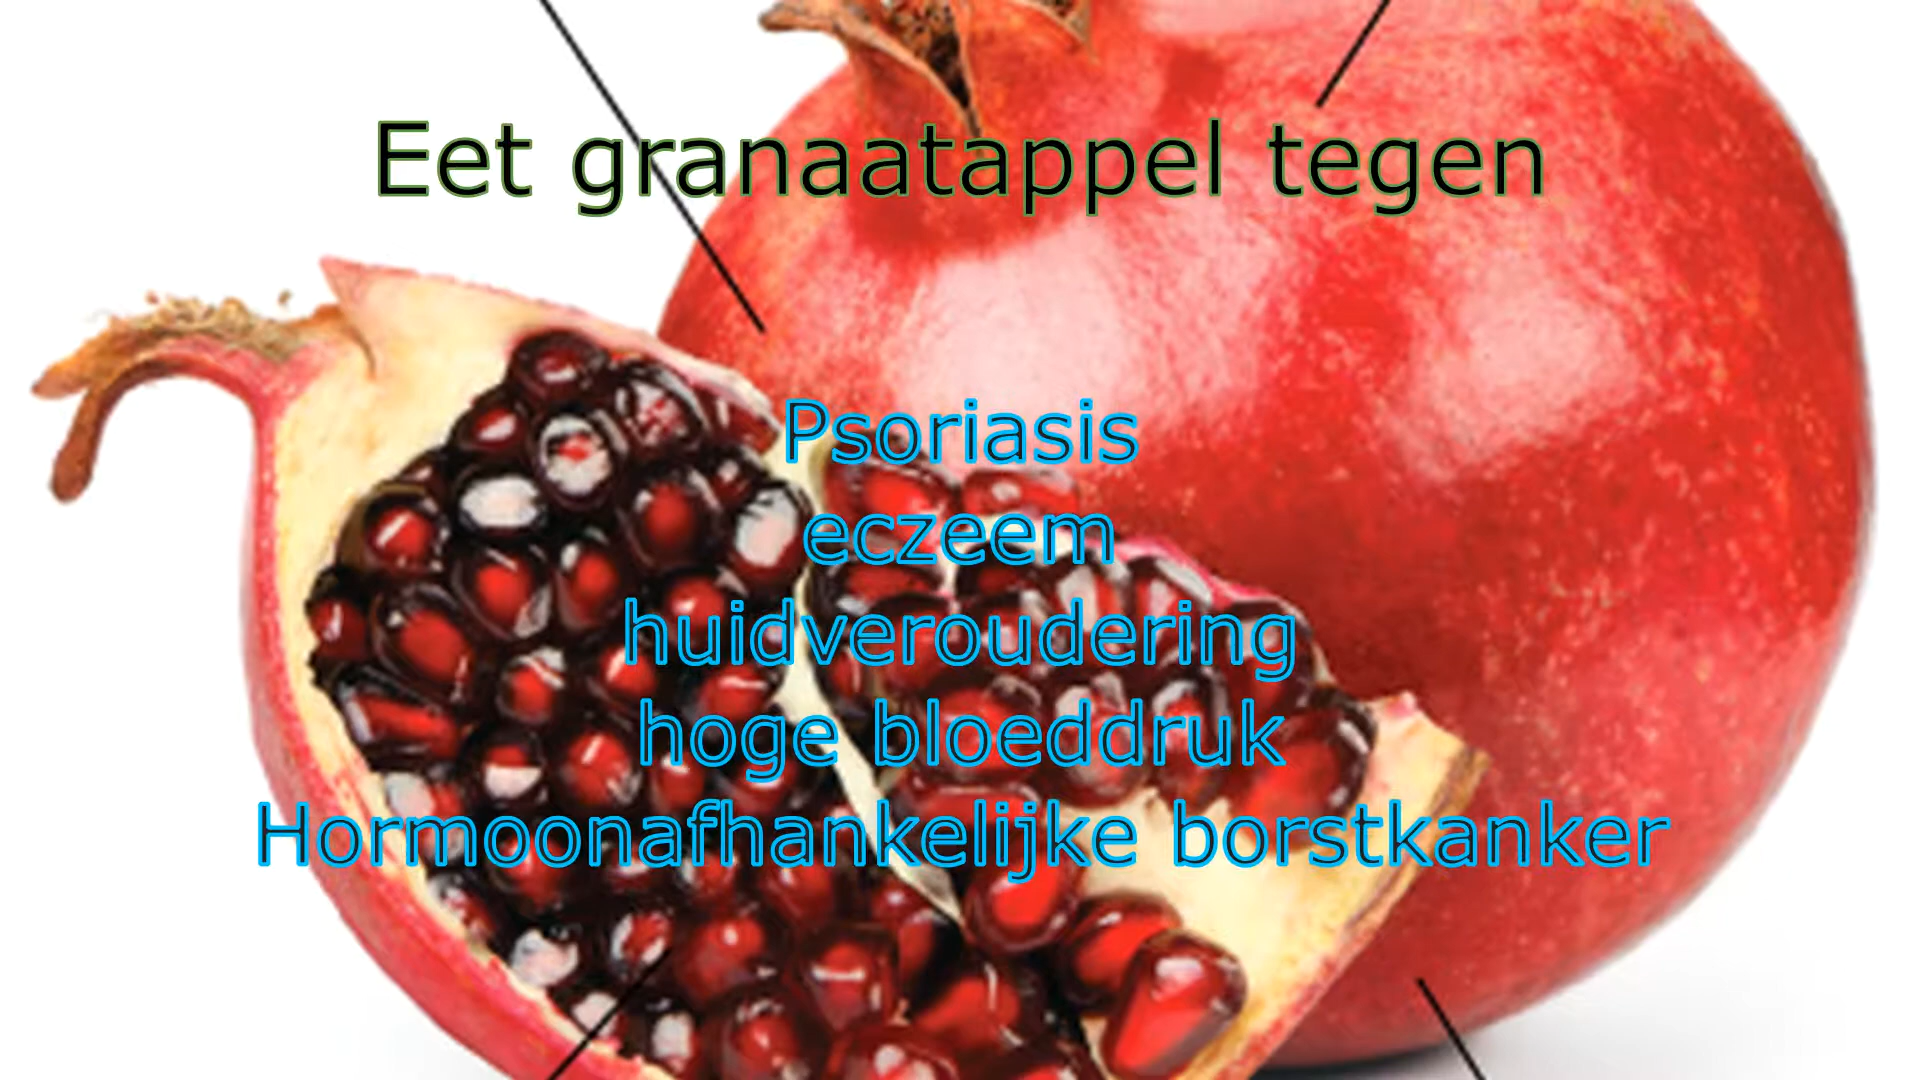 Eet granaatappel tegen
Psoriasis
eczeem
huidveroudering
hoge bloeddruk
Hormoonafhankelijke borstkanker